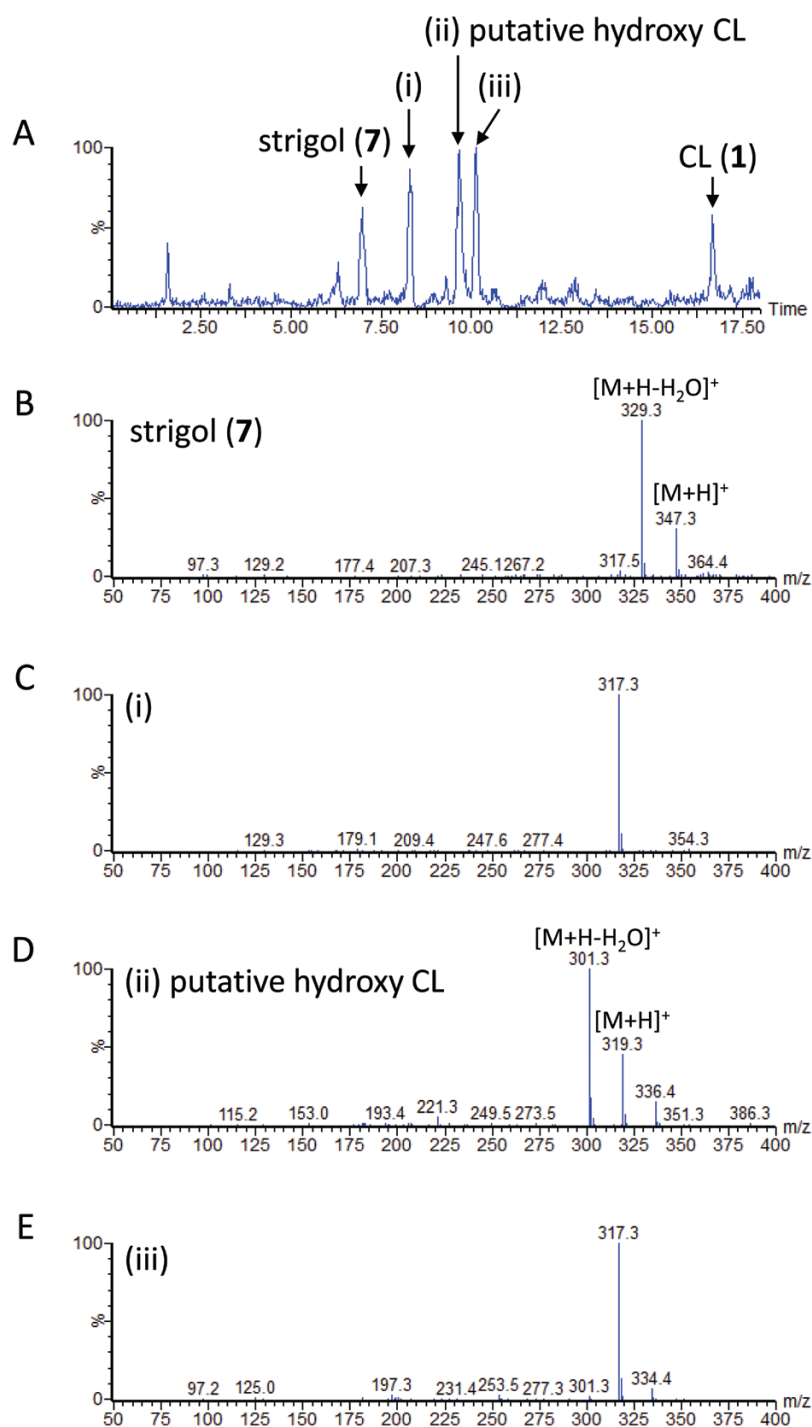 (ii) putative hydroxy CL
(i)
(iii)
A
strigol (7)
CL (1)
100
%
0
2.50 5.00 7.50 10.00 12.50 15.00 17.50 Time
B
[M+H-H₂O]⁺
strigol (7)
100
329.3
[M+H]⁺
%
347.3
97.3 129.2 177.4 207.3 245.1 267.2 317.5 364.4
0
50 75 100 125 150 175 200 225 250 275 300 325 350 375 400 m/z
C
(i)
100
317.3
%
129.3 179.1 209.4 247.6 277.4 354.3
0
50 75 100 125 150 175 200 225 250 275 300 325 350 375 400 m/z
D
[M+H-H₂O]⁺
(ii) putative hydroxy CL
100
301.3
[M+H]⁺
319.3
%
336.4
115.2 153.0 193.4 221.3 249.5 273.5 351.3 386.3
0
50 75 100 125 150 175 200 225 250 275 300 325 350 375 400 m/z
E
(iii)
100
317.3
%
97.2 125.0 197.3 231.4 253.5 277.3 301.3 334.4
0
50 75 100 125 150 175 200 225 250 275 300 325 350 375 400 m/z